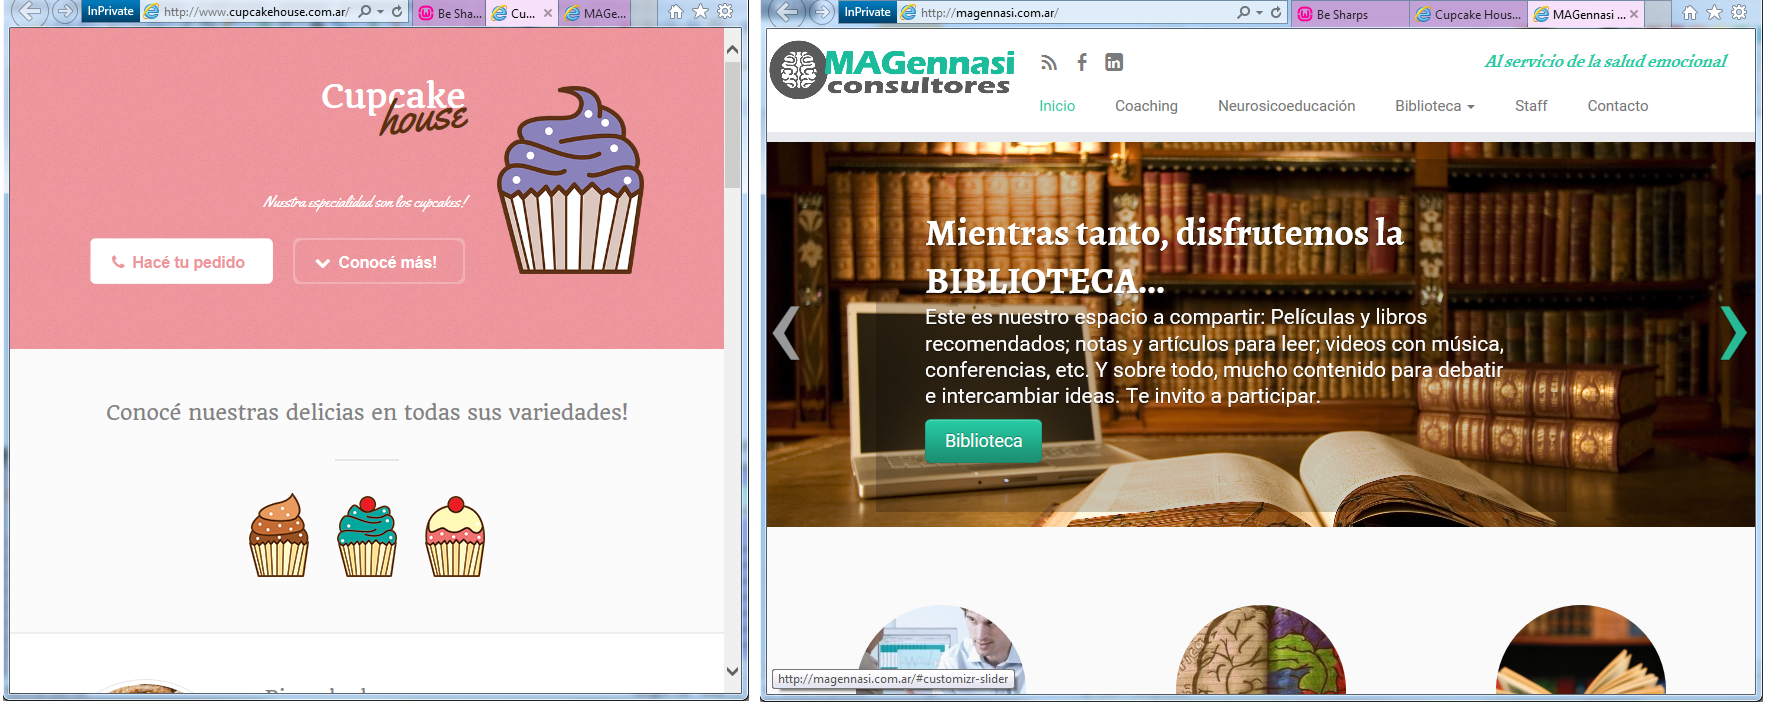 InPrivate
http://www.cupcakehouse.com.ar/
Be Sha...
Cu...
MAGe...
Cupcake
house
Nuestra especialidad son los cupcakes!
Hacé tu pedido
Conocé más!
Conocé nuestras delicias en todas sus variedades!
InPrivate
http://magennasi.com.ar/
Be Sharps
Cupcake Hous...
MAGennasi ...
MAGennasi
consultores
Al servicio de la salud emocional
Inicio
Coaching
Neurosicoeducación
Biblioteca
Staff
Contacto
Mientras tanto, disfrutemos la
BIBLIOTECA...
Este es nuestro espacio a compartir: Películas y libros
recomendados; notas y artículos para leer; videos con música,
conferencias, etc. Y sobre todo, mucho contenido para debatir
e intercambiar ideas. Te invito a participar.
Biblioteca
http://magennasi.com.ar/#customizr-slider